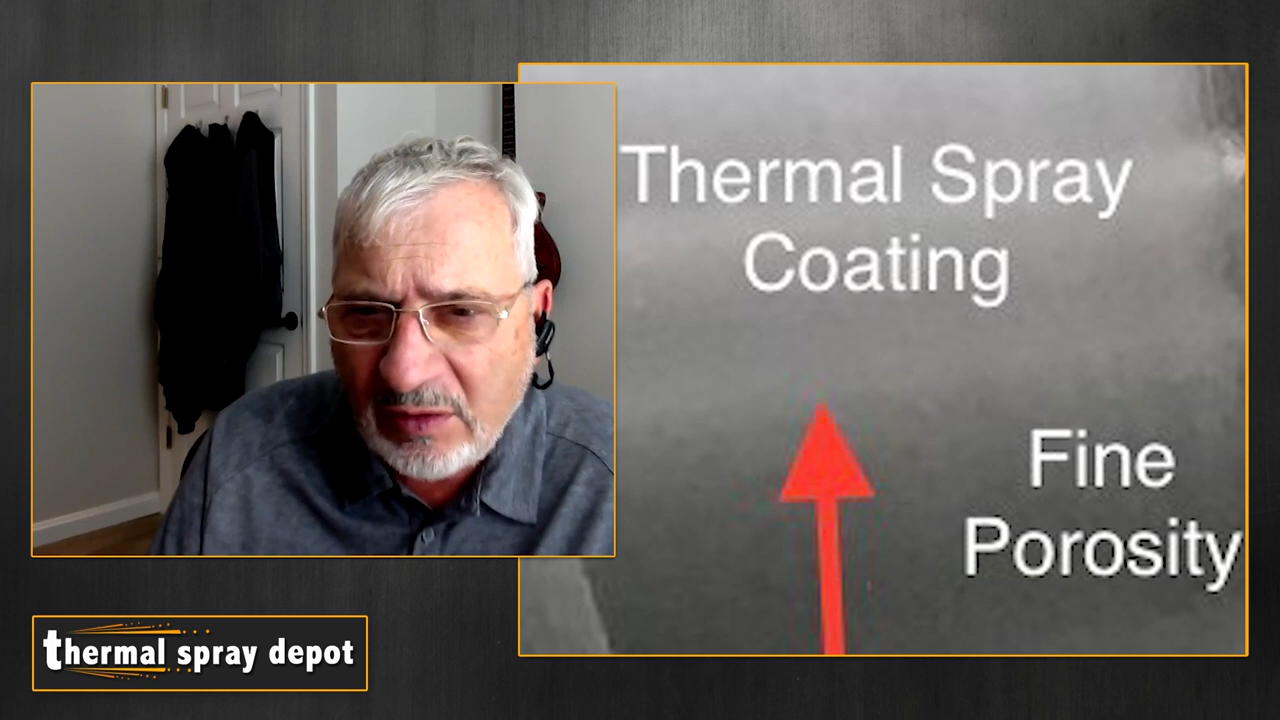 Thermal Spray
Coating
Fine
Porosity
thermal spray depot